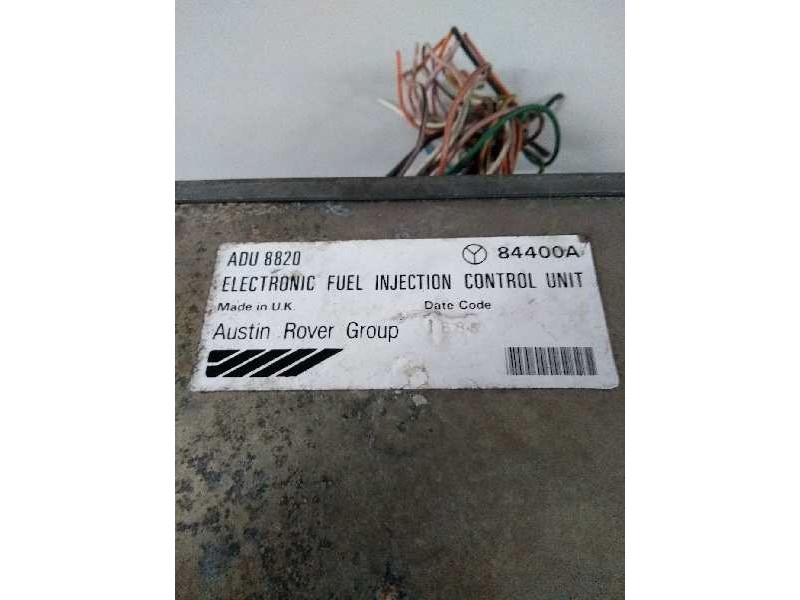 ADU 8820 84400A
ELECTRONIC FUEL INJECTION CONTROL UNIT
Made in U.K. Date Code
Austin Rover Group